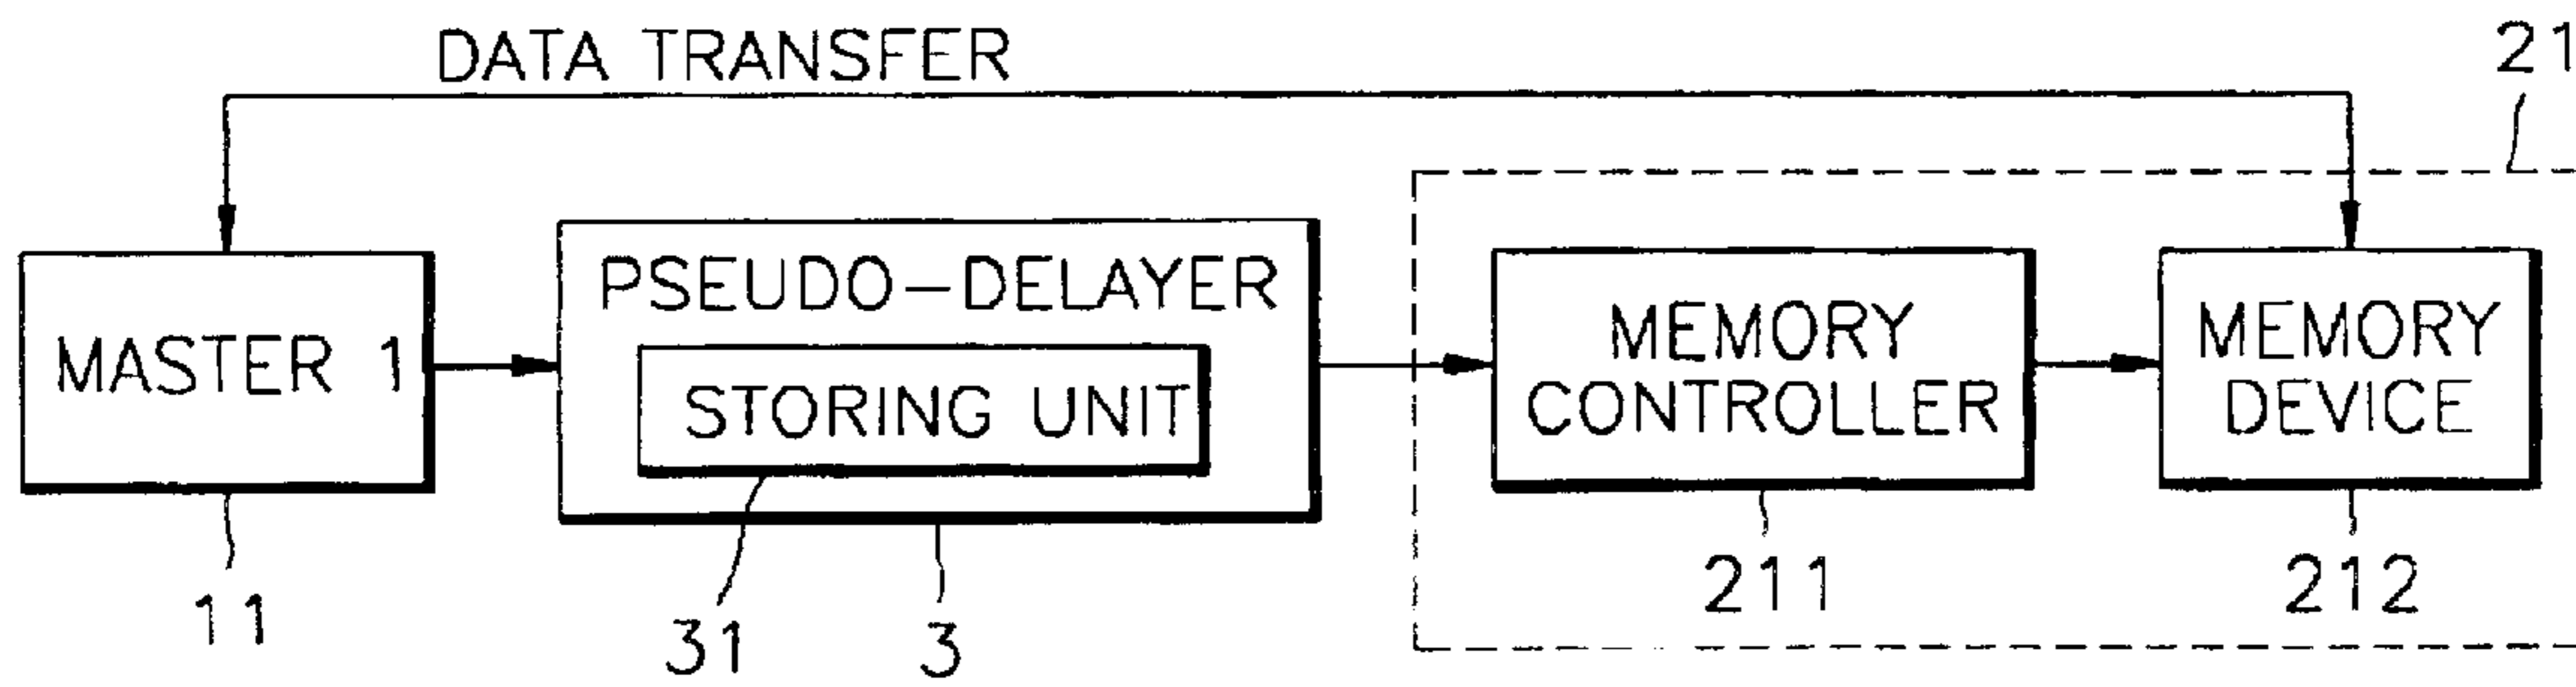 DATA TRANSFER
21
MASTER 1
PSEUDO-DELAYER
STORING UNIT
MEMORY
CONTROLLER
MEMORY
DEVICE
11
31
3
211
212